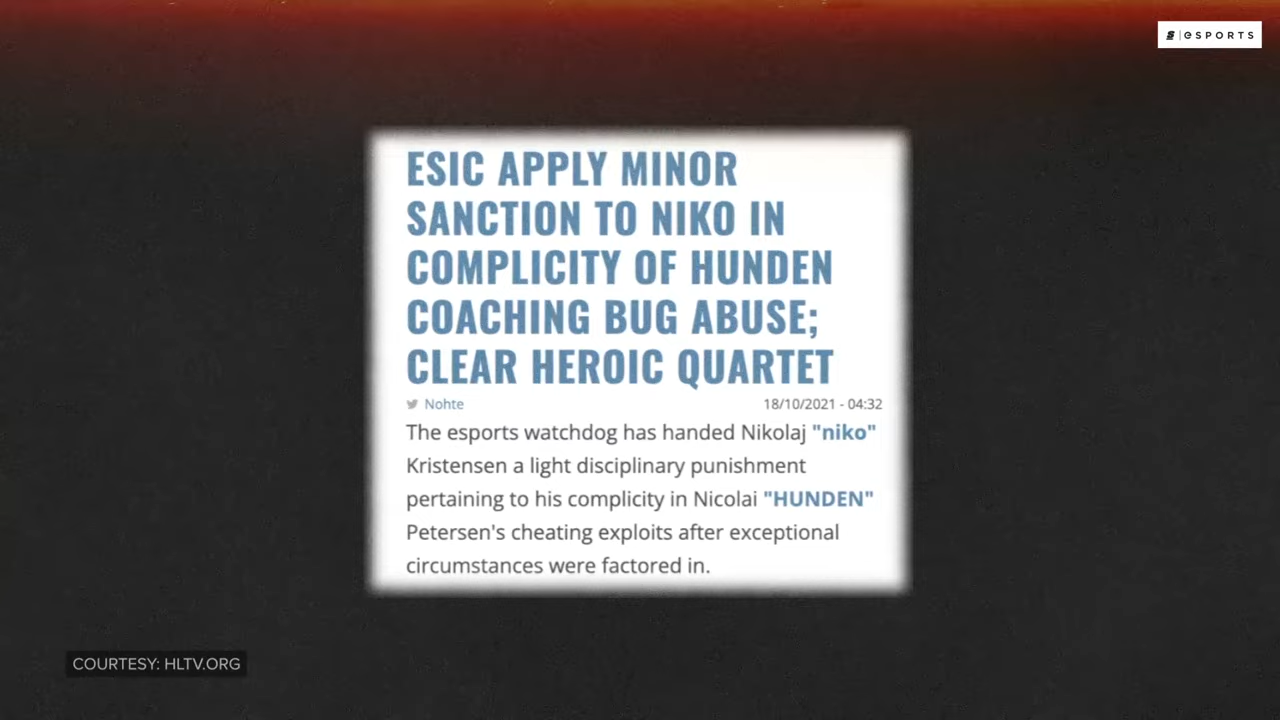 eSPORTS
ESIC APPLY MINOR
SANCTION TO NIKO IN
COMPLICITY OF HUNDEN
COACHING BUG ABUSE;
CLEAR HEROIC QUARTET
Nohte 18/10/2021 - 04:32
The esports watchdog has handed Nikolaj "niko"
Kristensen a light disciplinary punishment
pertaining to his complicity in Nicolai "HUNDEN"
Petersen's cheating exploits after exceptional
circumstances were factored in.
COURTESY: HLTV.ORG